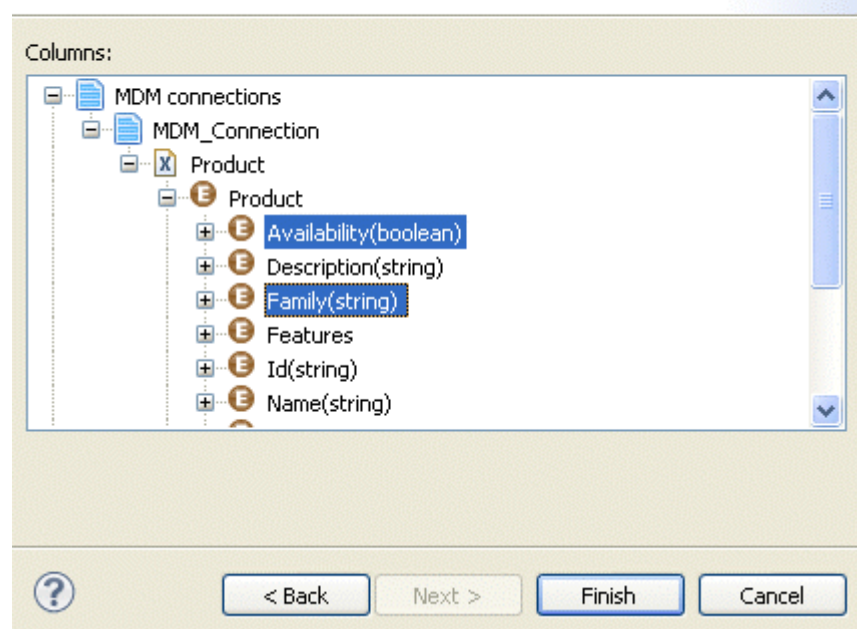 Columns:
MDM connections
MDM_Connection
X Product
E Product
E Availability(boolean)
E Description(string)
E Family(string)
E Features
E Id(string)
E Name(string)
? < Back Next > Finish Cancel